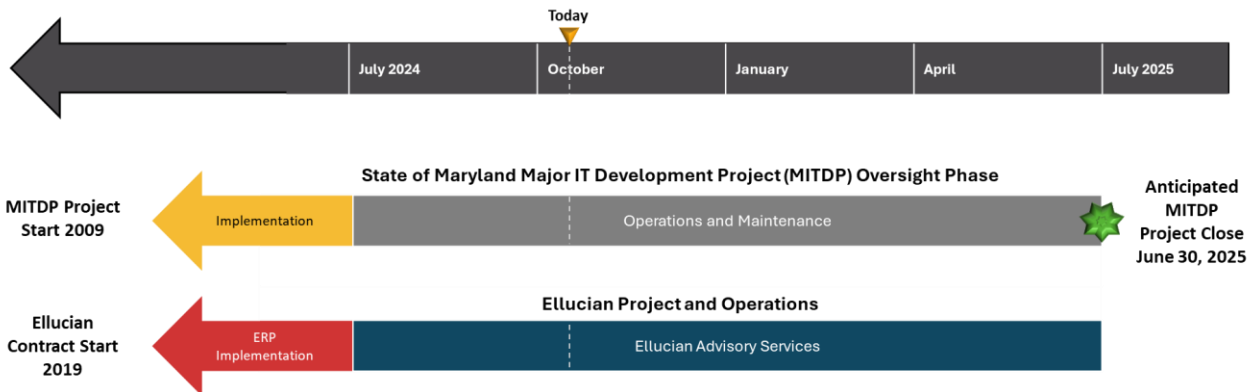 Today
July 2024
October
January
April
July 2025
State of Maryland Major IT Development Project (MITDP) Oversight Phase
MITDP Project
Start 2009
Implementation
Operations and Maintenance
Anticipated
MITDP
Project Close
June 30, 2025
Ellucian Project and Operations
Ellucian
Contract Start
2019
ERP
Implementation
Ellucian Advisory Services